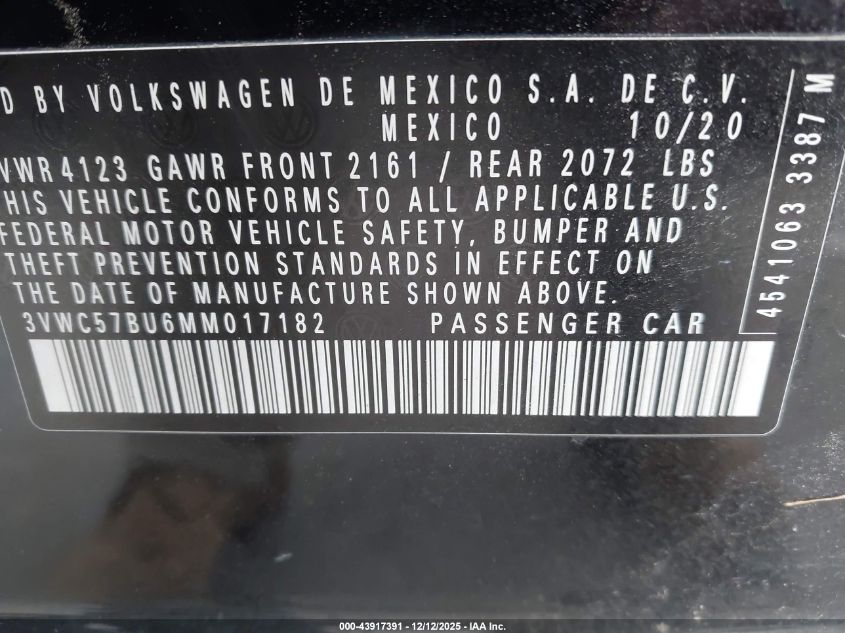 D BY VOLKSWAGEN DE MEXICO S.A. DE C.V.
MEXICO 10/20
VWR 4123 GAWR FRONT 2161 / REAR 2072 LBS
HIS VEHICLE CONFORMS TO ALL APPLICABLE U.S.
FEDERAL MOTOR VEHICLE SAFETY, BUMPER AND
THEFT PREVENTION STANDARDS IN EFFECT ON
THE DATE OF MANUFACTURE SHOWN ABOVE.
3VWC57BU6MM017182 PASSENGER CAR
4541063 3387 M
000-43917391 - 12/12/2025 - IAA Inc.